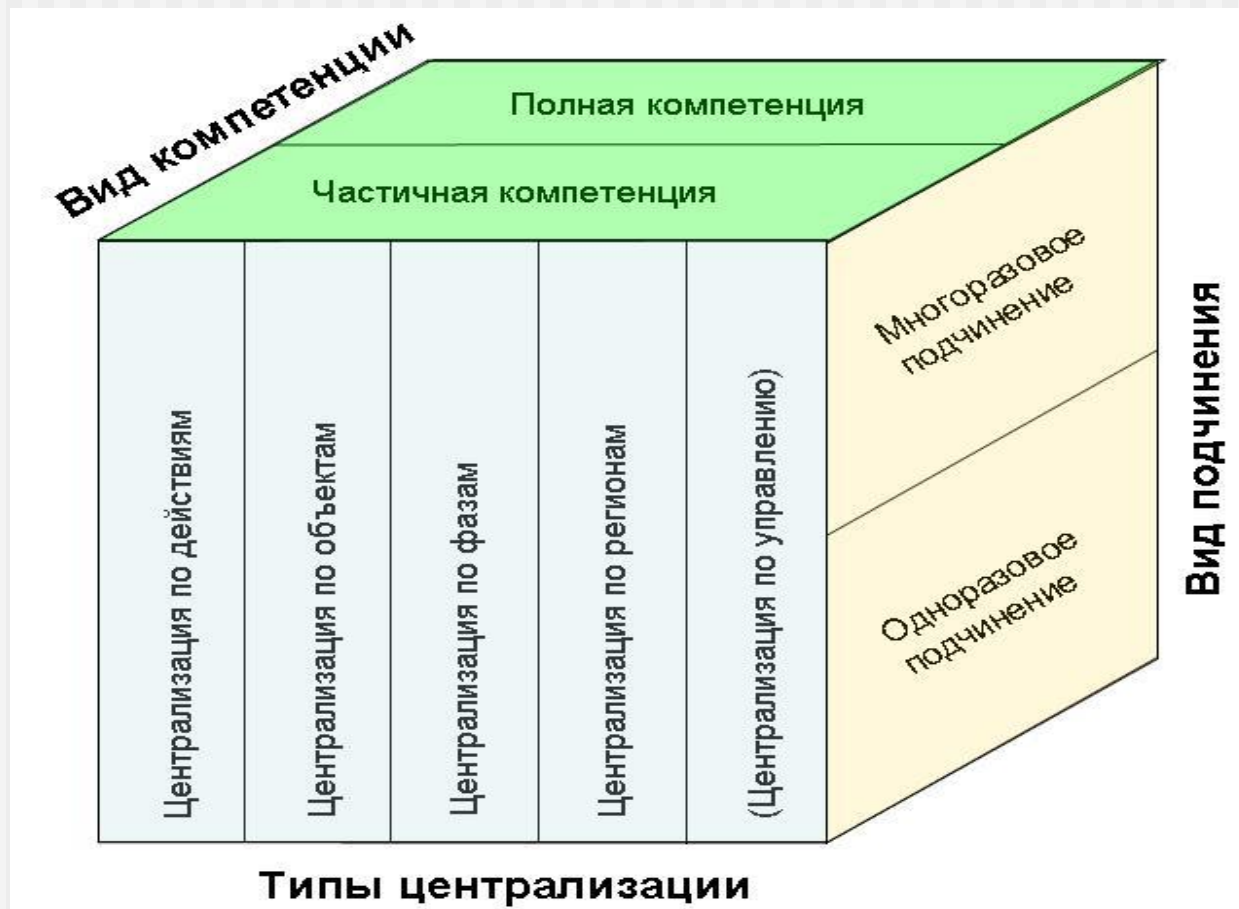 Вид компетенции
Полная компетенция
Частичная компетенция
Централизация по действиям
Централизация по объектам
Централизация по фазам
Централизация по регионам
(Централизация по управлению)
Многоразовое
подчинение
Одноразовое
подчинение
Вид подчинения
Типы централизации